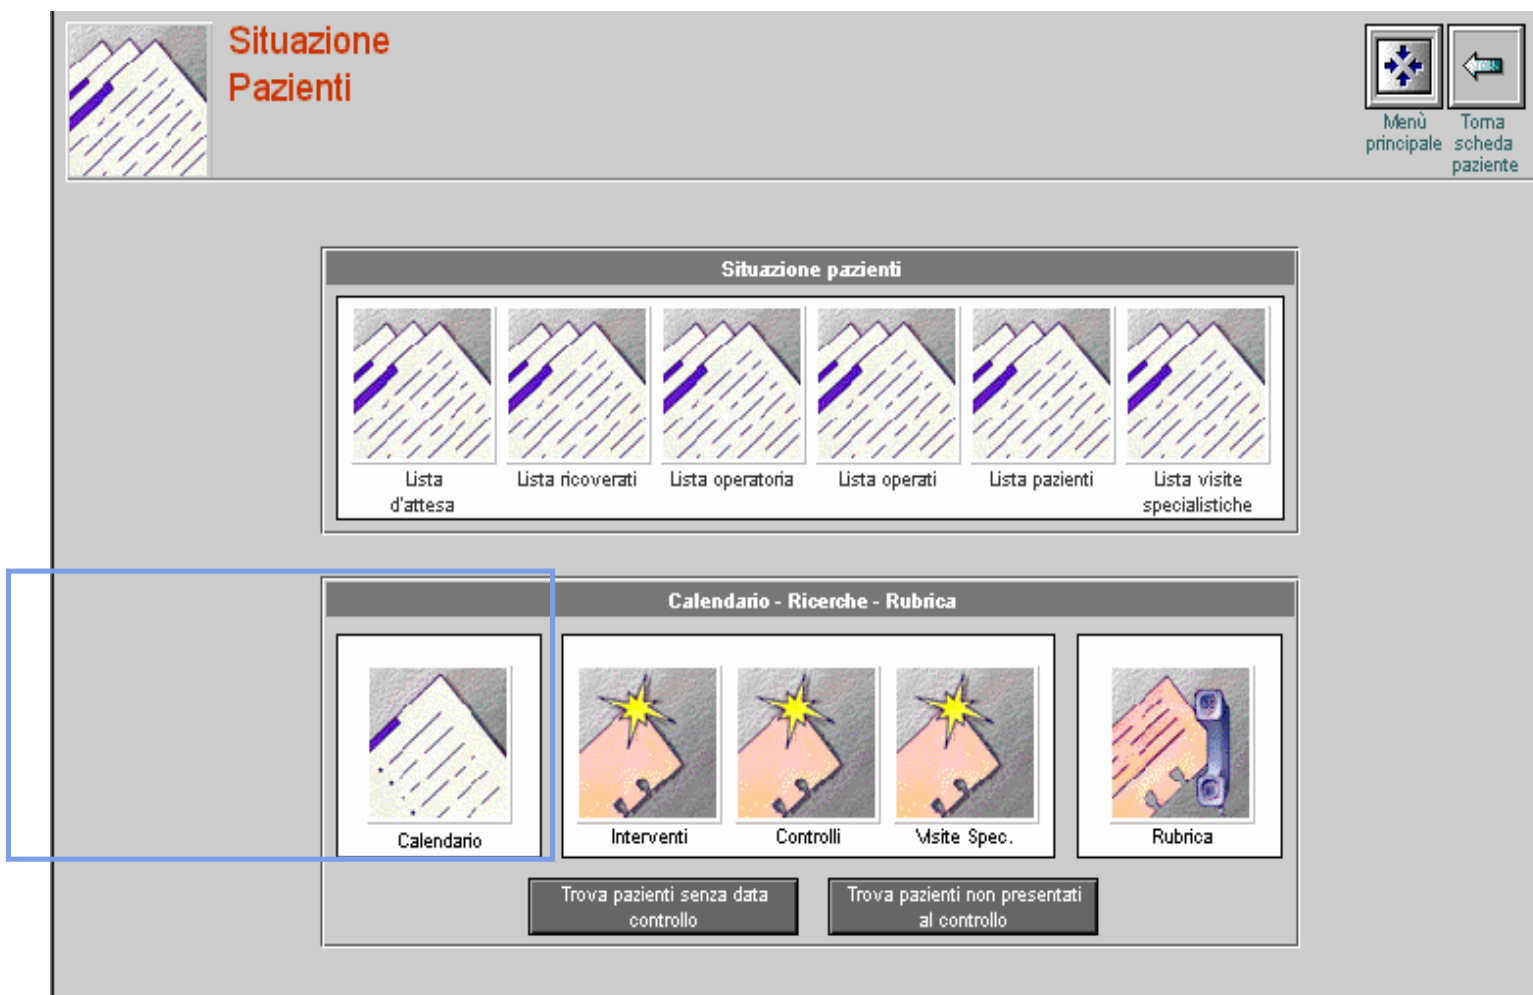 Situazione
Pazienti
Menù
principale
Torna
scheda
paziente
Situazione pazienti
Lista
d'attesa
Lista ricoverati
Lista operatoria
Lista operati
Lista pazienti
Lista visite
specialistiche
Calendario - Ricerche - Rubrica
Calendario
Interventi
Controlli
Visite Spec.
Rubrica
Trova pazienti senza data
controllo
Trova pazienti non presentati
al controllo